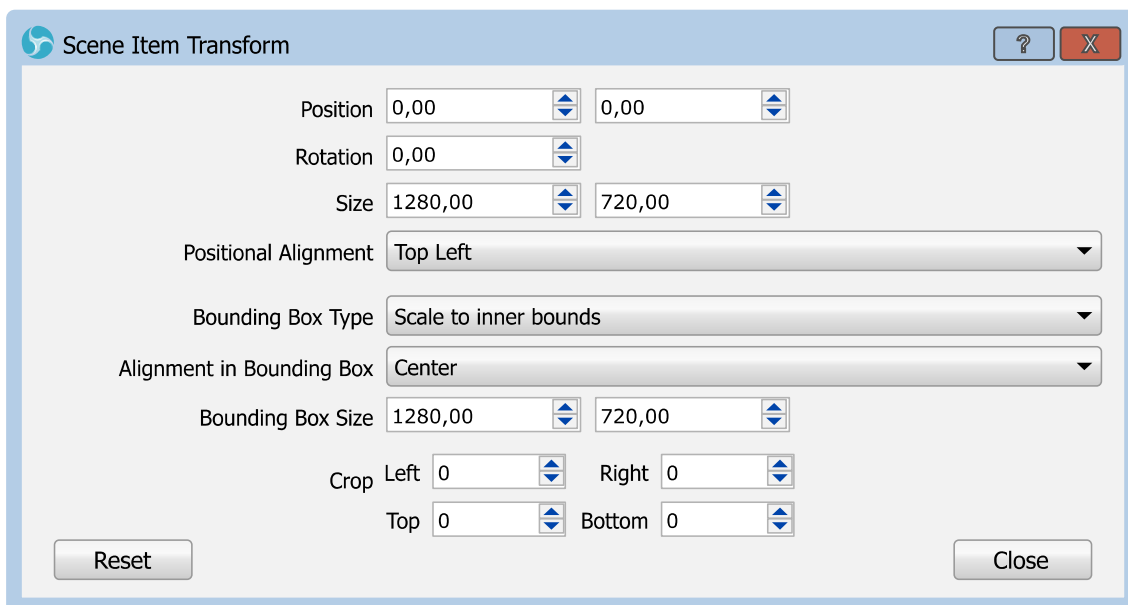 Scene Item Transform ? X
Position 0,00 0,00
Rotation 0,00
Size 1280,00 720,00
Positional Alignment Top Left
Bounding Box Type Scale to inner bounds
Alignment in Bounding Box Center
Bounding Box Size 1280,00 720,00
Crop Left 0 Right 0
Top 0 Bottom 0
Reset Close